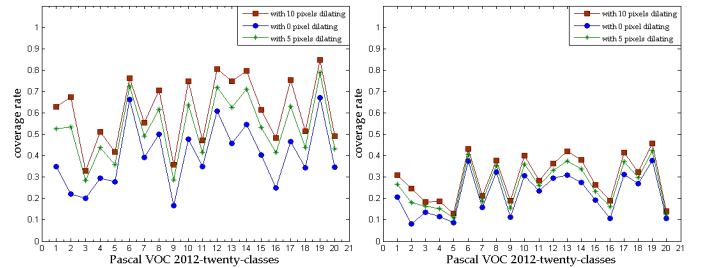 with 10 pixels dilating
with 0 pixel dilating
with 5 pixels dilating
1
0.9
0.8
0.7
0.6
0.5
0.4
0.3
0.2
0.1
0
coverage rate
0 1 2 3 4 5 6 7 8 9 10 11 12 13 14 15 16 17 18 19 20 21
Pascal VOC 2012-twenty-classes
with 10 pixels dilating
with 0 pixel dilating
with 5 pixels dilating
1
0.9
0.8
0.7
0.6
0.5
0.4
0.3
0.2
0.1
0
coverage rate
0 1 2 3 4 5 6 7 8 9 10 11 12 13 14 15 16 17 18 19 20 21
Pascal VOC 2012-twenty-classes